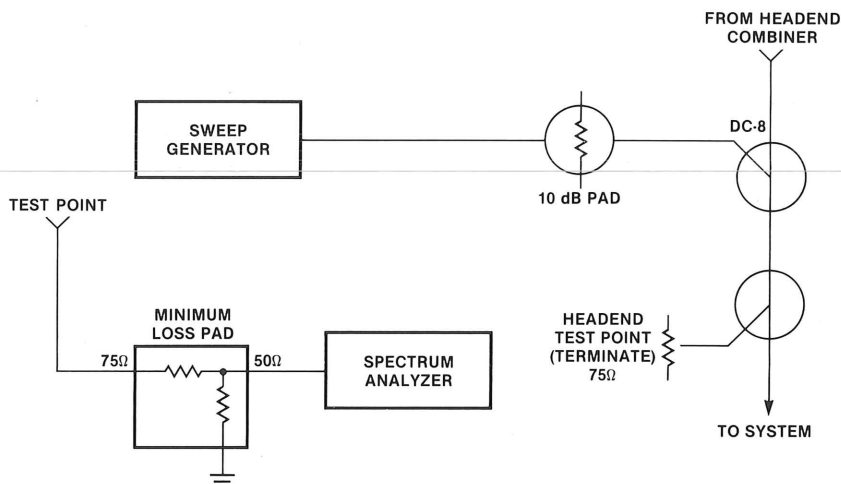 FROM HEADEND
COMBINER
SWEEP
GENERATOR
DC-8
10 dB PAD
TEST POINT
MINIMUM
LOSS PAD
75Ω
50Ω
SPECTRUM
ANALYZER
HEADEND
TEST POINT
(TERMINATE)
75Ω
TO SYSTEM